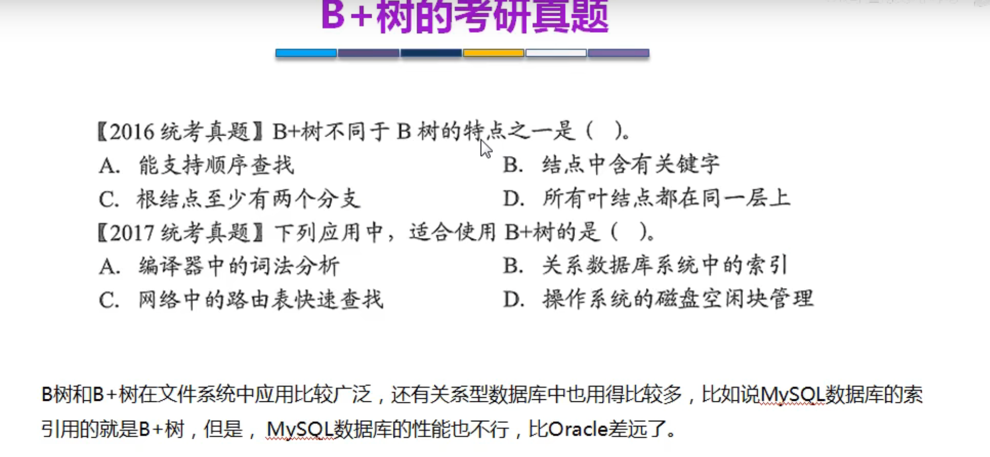 B+树的考研真题
【2016 统考真题】B+树不同于 B 树的特点之一是（ ）。
A. 能支持顺序查找 B. 结点中含有关键字
C. 根结点至少有两个分支 D. 所有叶结点都在同一层上
【2017 统考真题】下列应用中，适合使用 B+树的是（ ）。
A. 编译器中的词法分析 B. 关系数据库系统中的索引
C. 网络中的路由表快速查找 D. 操作系统的磁盘空闲块管理
B树和B+树在文件系统中应用比较广泛，还有关系型数据库中也用得比较多，比如说MySQL数据库的索
引用的就是B+树，但是，MySQL数据库的性能也不行，比Oracle差远了。